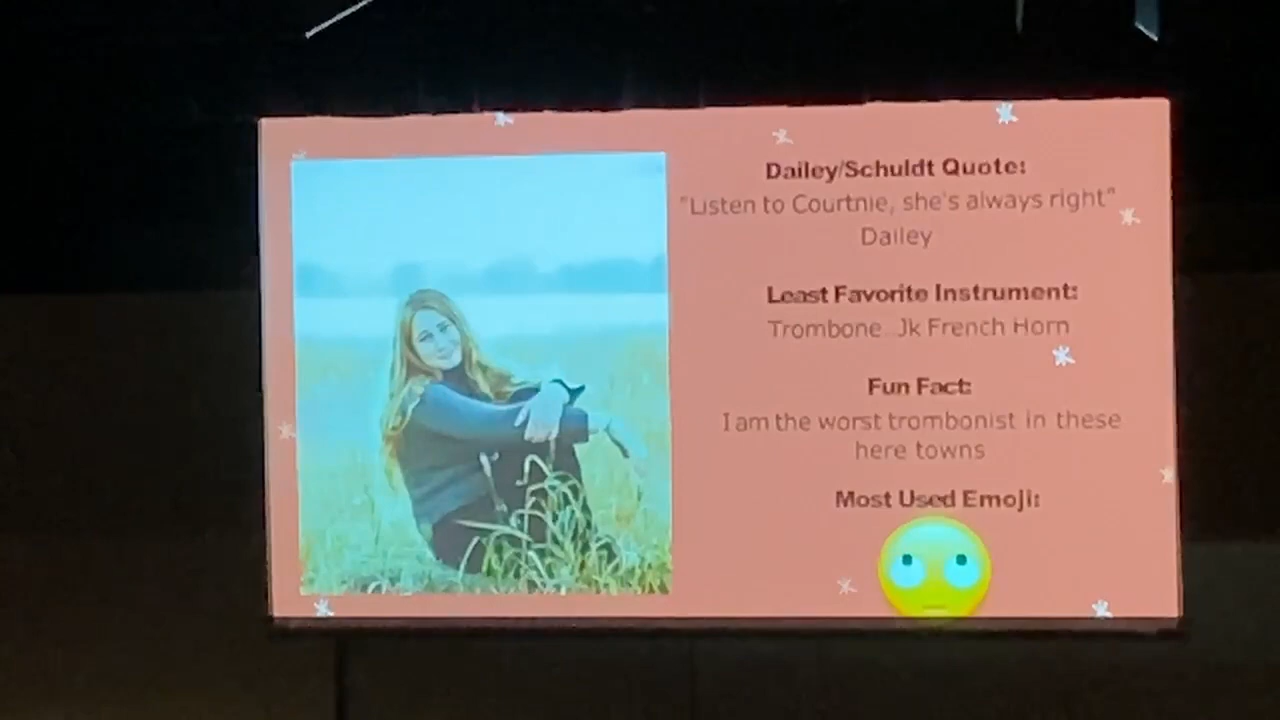 Dailey/Schuldt Quote:
"Listen to Courtnie, she's always right"
Dailey
Least Favorite Instrument:
Trombone Jk French Horn
Fun Fact:
I am the worst trombonist in these
here towns
Most Used Emoji: